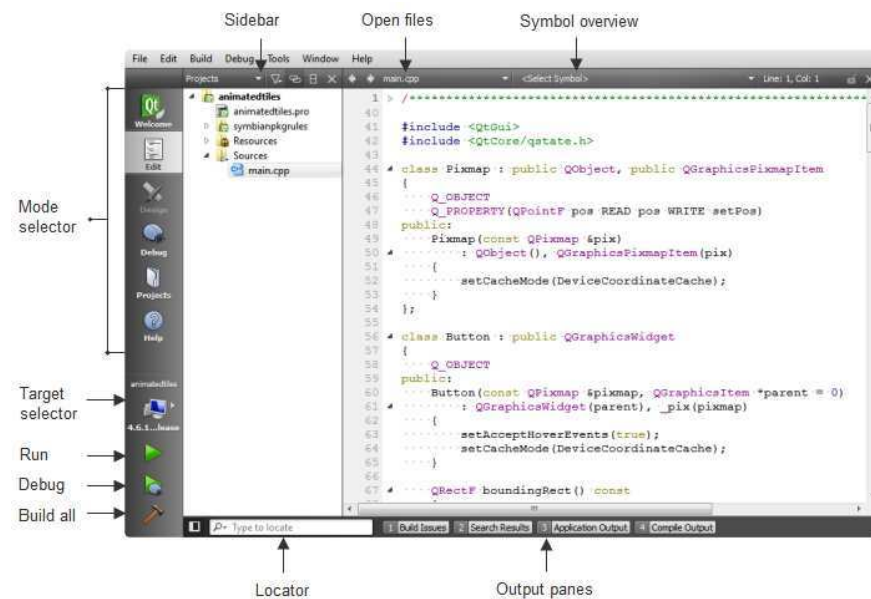 Sidebar Open files Symbol overview
File Edit Build Debug Tools Window Help
Projects main.cpp <Select Symbol> Line: 1, Col: 1
Mode selector
Welcome
Edit
Design
Debug
Projects
Help
animatedtiles
Target selector
4.6.1...lease
Run
Debug
Build all
animatedtiles
animatedtiles.pro
symbianpkgrules
Resources
Sources
main.cpp
1 /****************************************************************
40
41 #include <QtGui>
42 #include <QtCore/qstate.h>
43
44 class Pixmap : public QObject, public QGraphicsPixmapItem
45 {
46 Q_OBJECT
47 Q_PROPERTY(QPointF pos READ pos WRITE setPos)
48 public:
49 Pixmap(const QPixmap &pix)
50 : QObject(), QGraphicsPixmapItem(pix)
51 {
52 setCacheMode(DeviceCoordinateCache);
53 }
54 };
55
56 class Button : public QGraphicsWidget
57 {
58 Q_OBJECT
59 public:
60 Button(const QPixmap &pixmap, QGraphicsItem *parent = 0)
61 : QGraphicsWidget(parent), _pix(pixmap)
62 {
63 setAcceptHoverEvents(true);
64 setCacheMode(DeviceCoordinateCache);
65 }
66
67 QRectF boundingRect() const
Type to locate 1 Build Issues 2 Search Results 3 Application Output 4 Compile Output
Locator Output panes